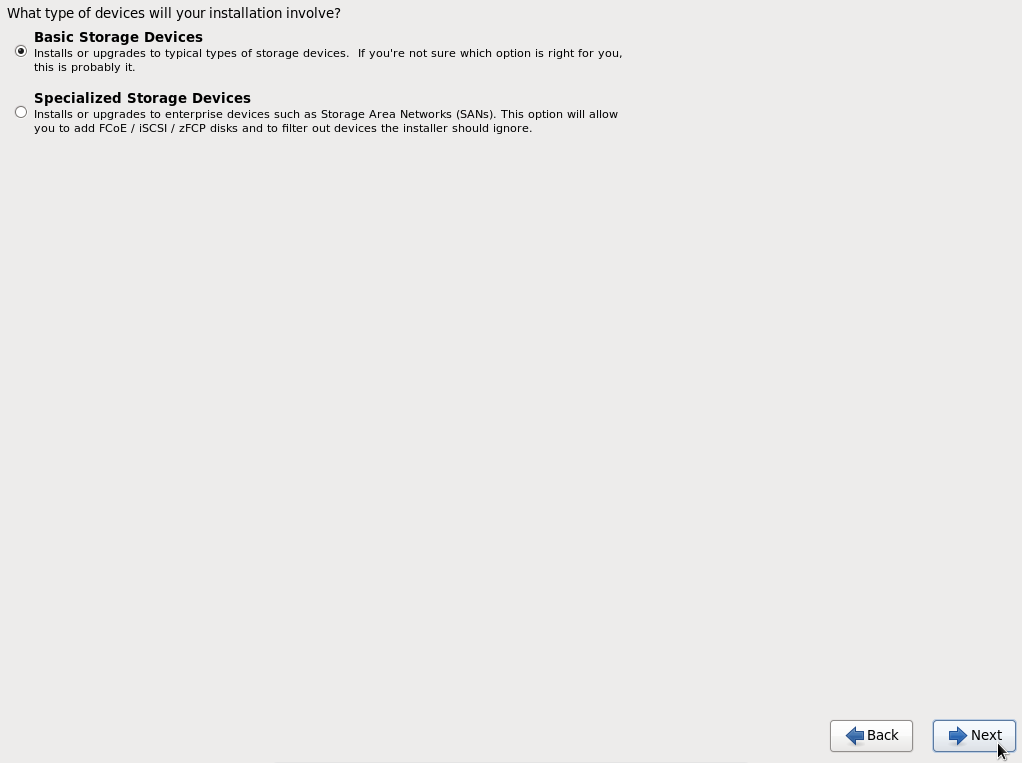 What type of devices will your installation involve?
Basic Storage Devices
Installs or upgrades to typical types of storage devices.  If you're not sure which option is right for you,
this is probably it.
Specialized Storage Devices
Installs or upgrades to enterprise devices such as Storage Area Networks (SANs). This option will allow
you to add FCoE / iSCSI / zFCP disks and to filter out devices the installer should ignore.
Back
Next